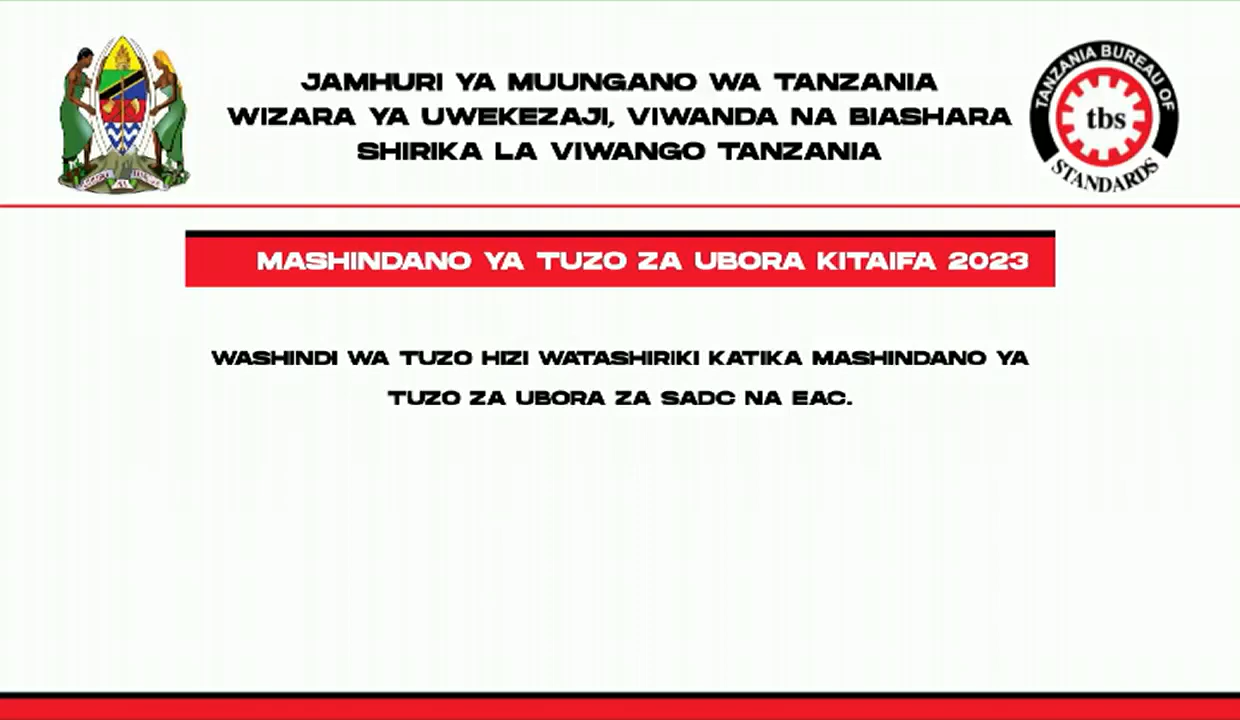 JAMHURI YA MUUNGANO WA TANZANIA
WIZARA YA UWEKEZAJI, VIWANDA NA BIASHARA
SHIRIKA LA VIWANGO TANZANIA
TANZANIA BUREAU OF
tbs
STANDARDS
MASHINDANO YA TUZO ZA UBORA KITAIFA 2023
WASHINDI WA TUZO HIZI WATASHIRIKI KATIKA MASHINDANO YA
TUZO ZA UBORA ZA SADC NA EAC.